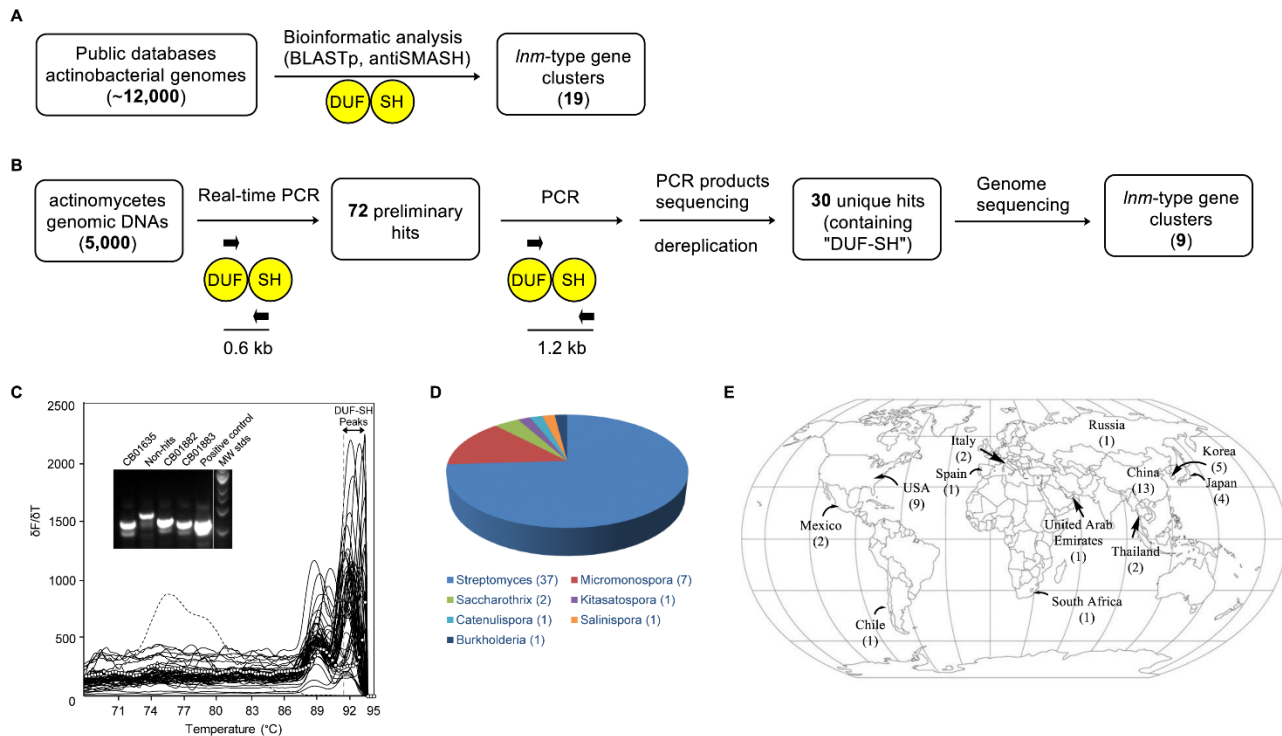 A
Public databases
actinobacterial genomes
(~12,000)
Bioinformatic analysis
(BLASTp, antiSMASH)
DUF SH
lnm-type gene
clusters
(19)
B
actinomycetes
genomic DNAs
(5,000)
Real-time PCR
DUF SH
0.6 kb
72 preliminary
hits
PCR
DUF SH
1.2 kb
PCR products
sequencing
dereplication
30 unique hits
(containing
"DUF-SH")
Genome
sequencing
lnm-type gene
clusters
(9)
C
2500
2000
1500
1000
500
0
δF/δT
CB01635
Non-hits
CB01882
CB01883
Positive control
MW stds
DUF-SH
Peaks
71 74 77 80 83 86 89 92 95
Temperature (°C)
D
Streptomyces (37) Micromonospora (7)
Saccharothrix (2) Kitasatospora (1)
Catenulispora (1) Salinispora (1)
Burkholderia (1)
E
Russia
(1)
Italy
(2)
Spain
(1)
Korea
(5)
China
(13)
Japan
(4)
USA
(9)
Mexico
(2)
United Arab
Emirates
(1)
Thailand
(2)
South Africa
(1)
Chile
(1)